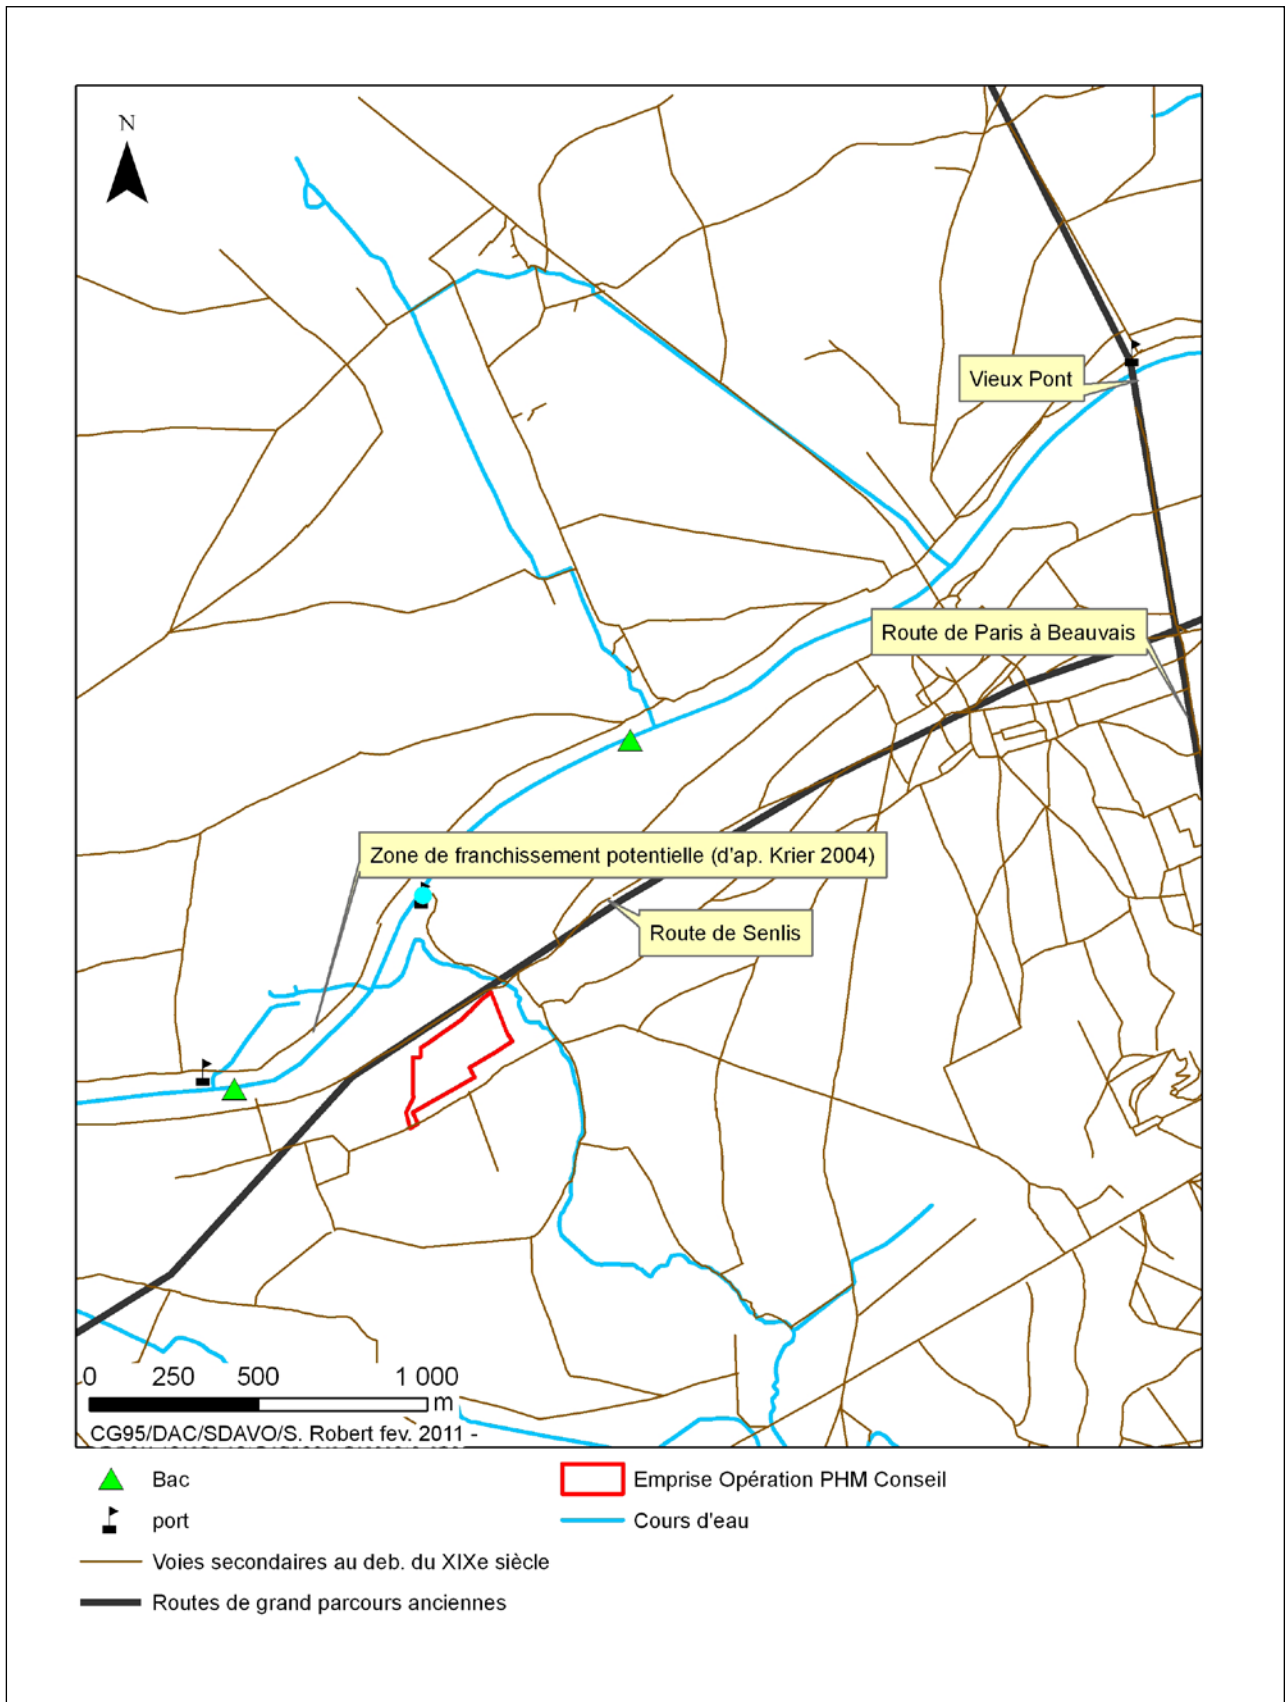 N
Vieux Pont
Route de Paris à Beauvais
Zone de franchissement potentielle (d'ap. Krier 2004)
Route de Senlis
0 250 500 1 000
m
CG95/DAC/SDAVO/S. Robert fev. 2011 -
Bac
Emprise Opération PHM Conseil
port
Cours d'eau
Voies secondaires au deb. du XIXe siècle
Routes de grand parcours anciennes